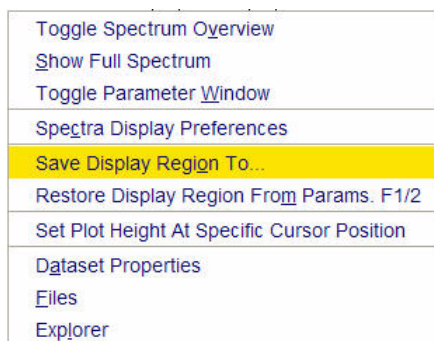 Toggle Spectrum Overview
Show Full Spectrum
Toggle Parameter Window
Spectra Display Preferences
Save Display Region To...
Restore Display Region From Params. F1/2
Set Plot Height At Specific Cursor Position
Dataset Properties
Files
Explorer